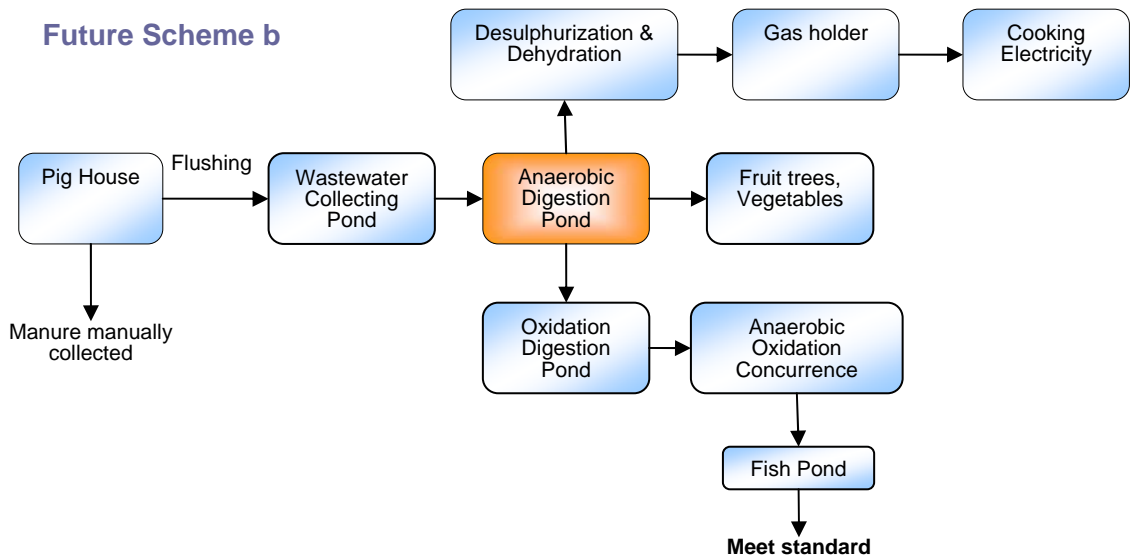 Future Scheme b
Desulphurization &
Dehydration
Gas holder
Cooking
Electricity
Pig House
Flushing
Wastewater
Collecting
Pond
Anaerobic
Digestion
Pond
Fruit trees,
Vegetables
Manure manually
collected
Oxidation
Digestion
Pond
Anaerobic
Oxidation
Concurrence
Fish Pond
Meet standard